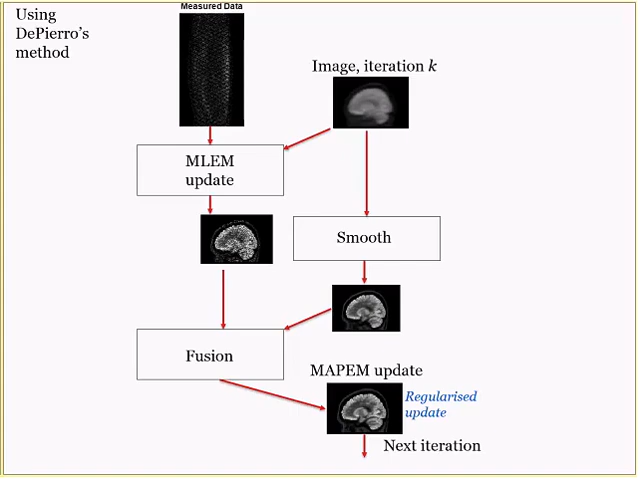 Using
DePierro's
method
Measured Data
Image, iteration k
MLEM
update
Smooth
Fusion
MAPEM update
Regularised
update
Next iteration